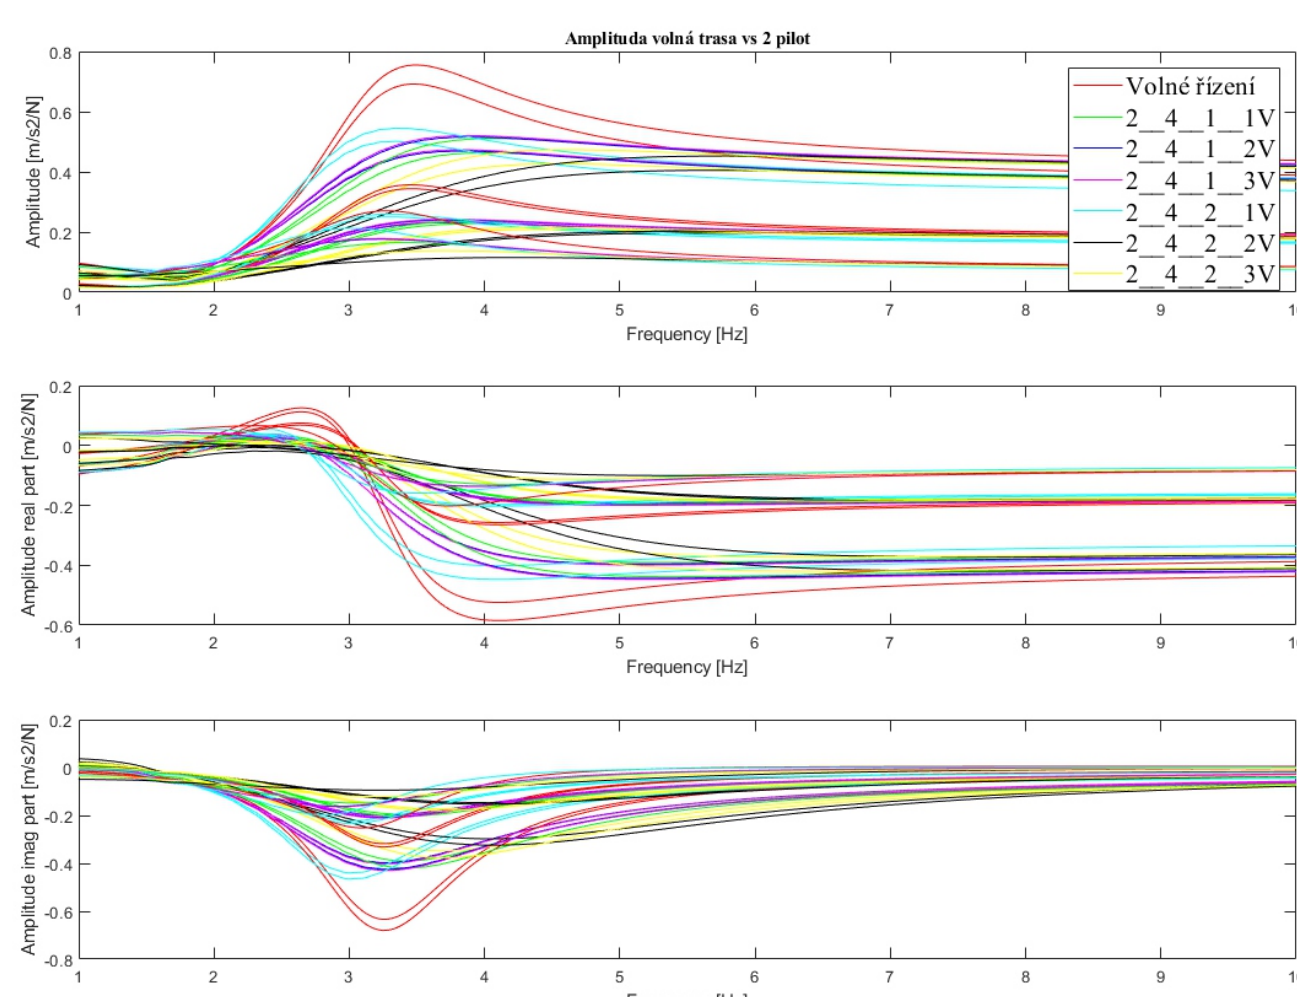 Amplituda volná trasa vs 2 pilot
0.8
0.6
0.4
0.2
0
Amplitude [m/s2/N]
Volné řízení
2__4__1__1V
2__4__1__2V
2__4__1__3V
2__4__2__1V
2__4__2__2V
2__4__2__3V
1 2 3 4 5 6 7 8 9
Frequency [Hz]
0.2
0
-0.2
-0.4
-0.6
Amplitude real part [m/s2/N]
1 2 3 4 5 6 7 8 9
Frequency [Hz]
0.2
0
-0.2
-0.4
-0.6
-0.8
Amplitude imag part [m/s2/N]
1 2 3 4 5 6 7 8 9